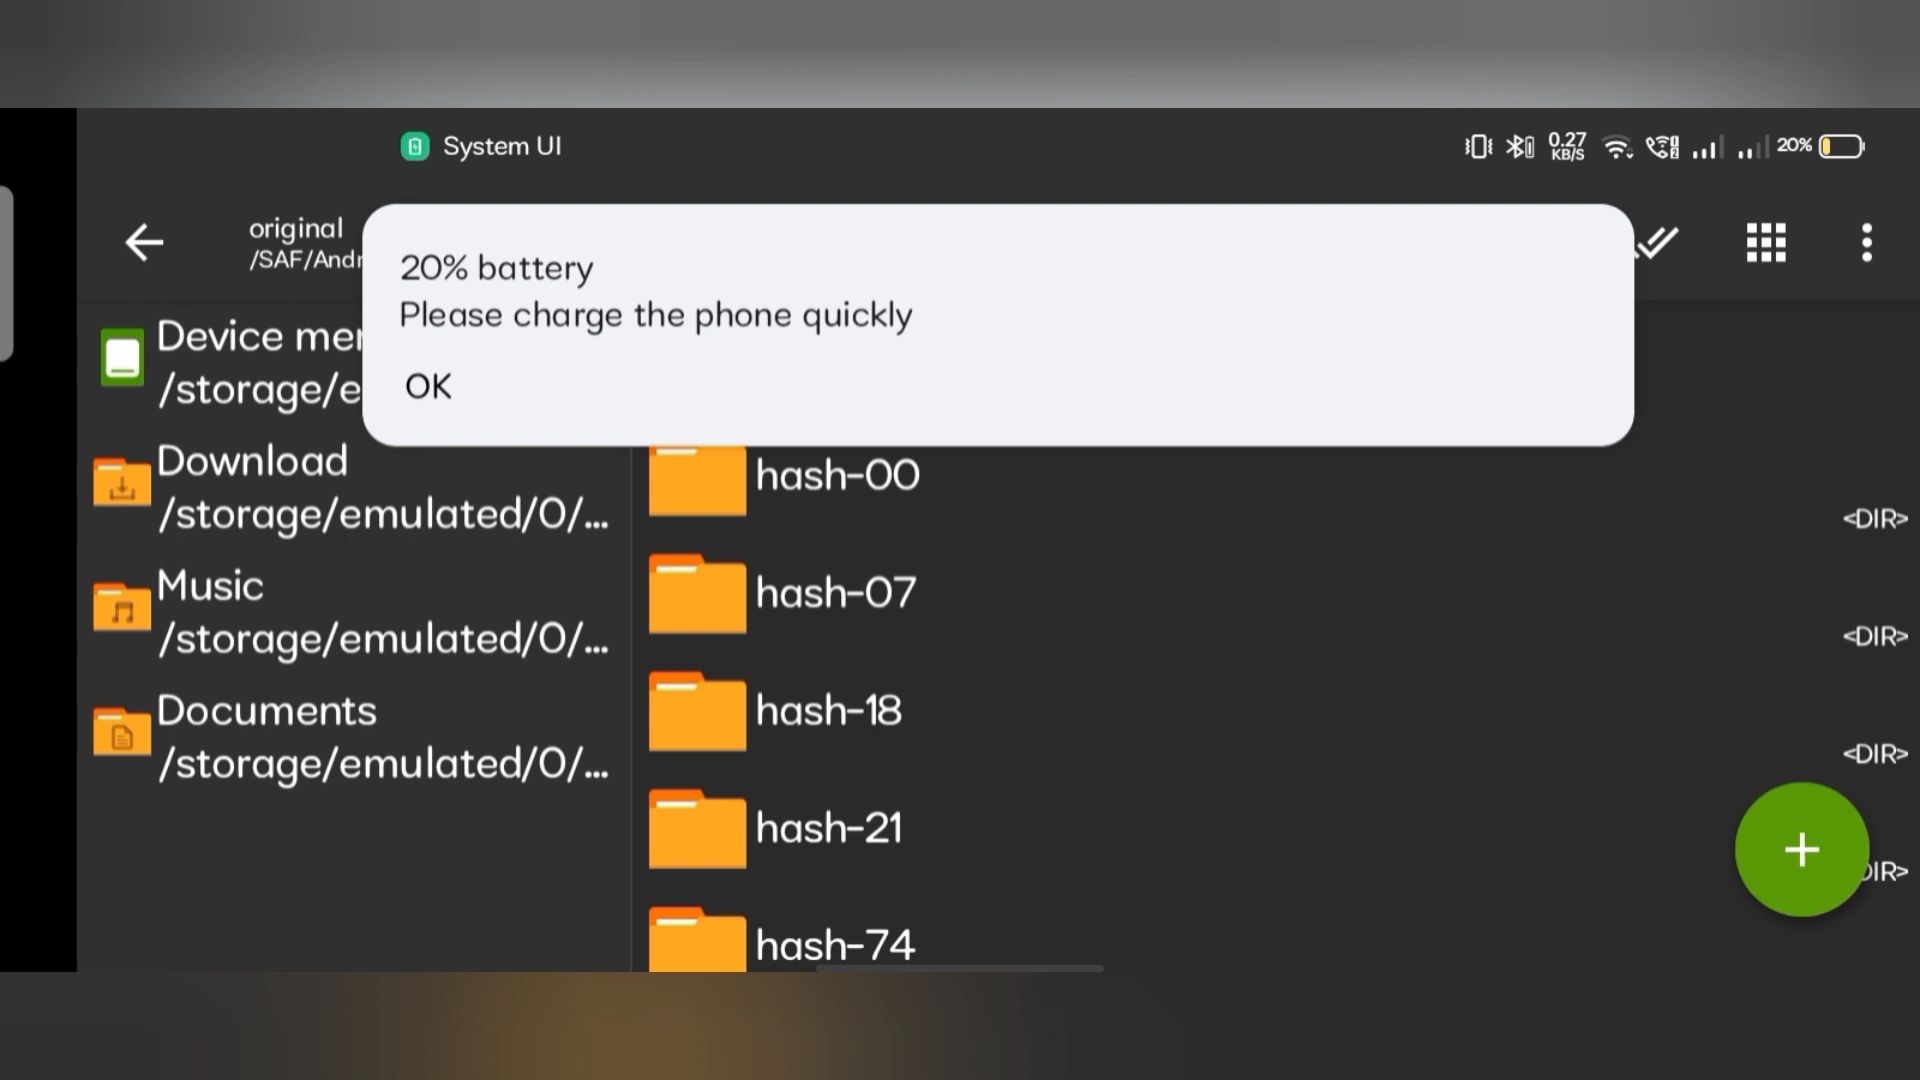 System UI
0.27
KB/S
20%
original
/SAF/Andr
20% battery
Please charge the phone quickly
OK
Device mer
/storage/e
Download
/storage/emulated/0/...
Music
/storage/emulated/0/...
Documents
/storage/emulated/0/...
hash-00
<DIR>
hash-07
<DIR>
hash-18
<DIR>
hash-21
DIR>
hash-74